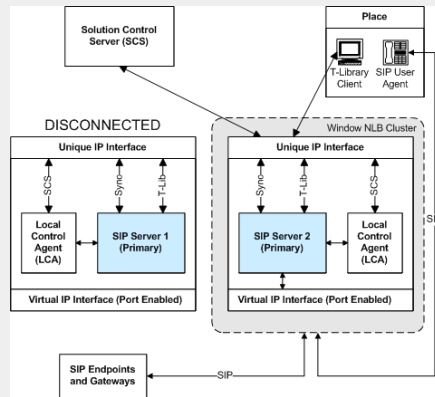 Solution Control
Server (SCS)
Place
T-Library
Client
SIP User
Agent
DISCONNECTED
Window NLB Cluster
Unique IP Interface
SCS
Sync
T-Lib
Local
Control
Agent
(LCA)
SIP Server 1
(Primary)
Virtual IP Interface (Port Enabled)
Unique IP Interface
Sync
T-Lib
SCS
SIP Server 2
(Primary)
Local
Control
Agent
(LCA)
Virtual IP Interface (Port Enabled)
SIP Endpoints
and Gateways
SIP